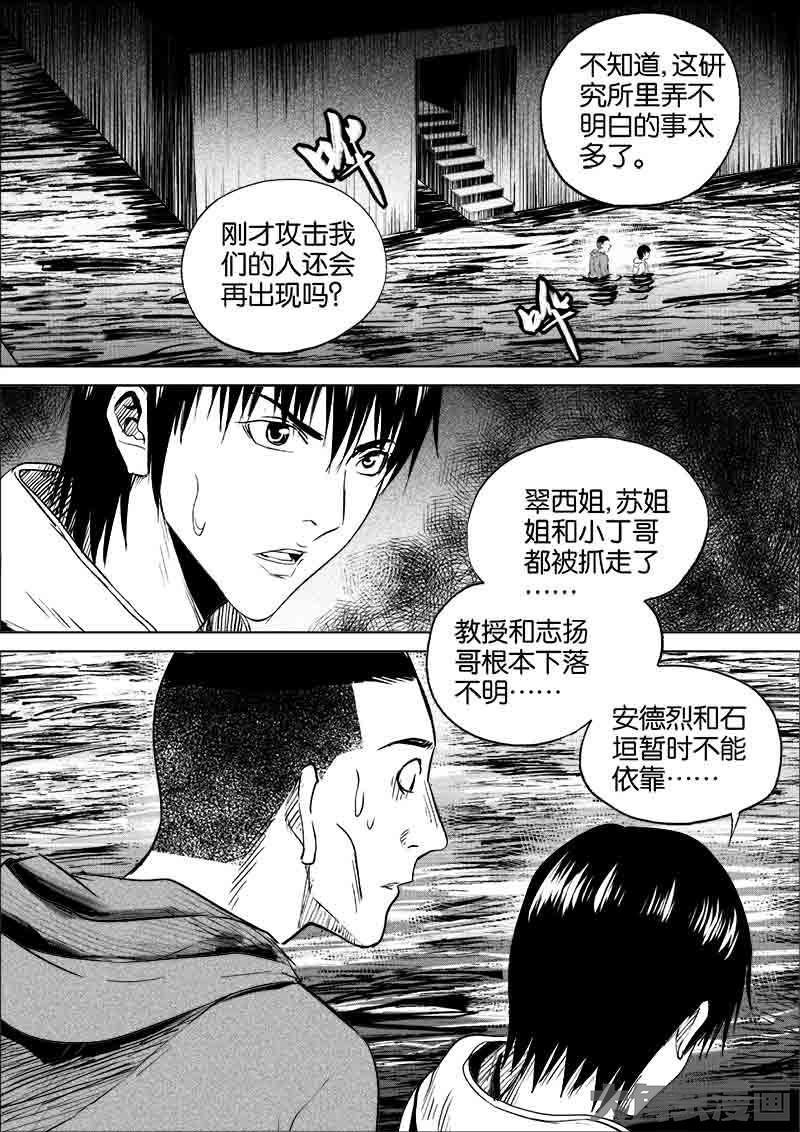 不知道,这研
究所里弄不
明白的事太
多了。
刚才攻击我
们的人还会
再出现吗?
哗
哗
翠西姐,苏姐
姐和小丁哥
都被抓走了
……
教授和志扬
哥根本下落
不明……
安德烈和石
垣暂时不能
依靠……